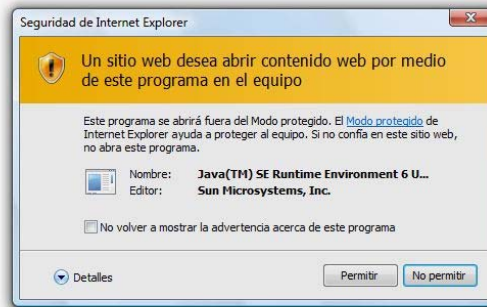 Seguridad de Internet Explorer
Un sitio web desea abrir contenido web por medio
de este programa en el equipo
Este programa se abrirá fuera del Modo protegido. El Modo protegido de
Internet Explorer ayuda a proteger al equipo. Si no confía en este sitio web,
no abra este programa.
Nombre: Java(TM) SE Runtime Environment 6 U...
Editor: Sun Microsystems, Inc.
No volver a mostrar la advertencia acerca de este programa
Detalles Permitir No permitir